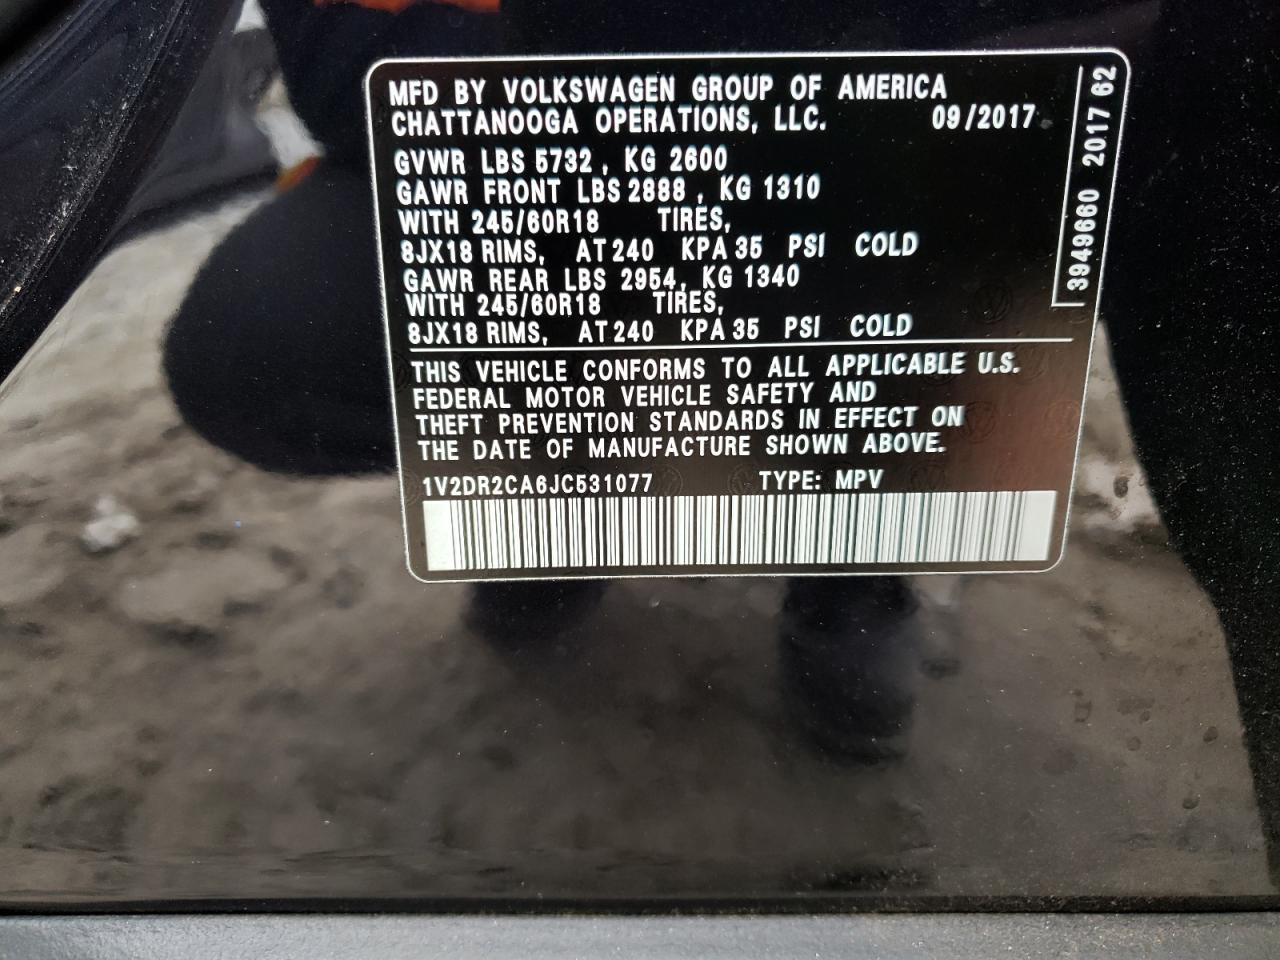 MFD BY VOLKSWAGEN GROUP OF AMERICA
CHATTANOOGA OPERATIONS, LLC. 09/2017
GVWR LBS 5732, KG 2600
GAWR FRONT LBS 2888, KG 1310
WITH 245/60R18 TIRES,
8JX18 RIMS, AT 240 KPA 35 PSI COLD
GAWR REAR LBS 2954, KG 1340
WITH 245/60R18 TIRES,
8JX18 RIMS, AT 240 KPA 35 PSI COLD
THIS VEHICLE CONFORMS TO ALL APPLICABLE U.S.
FEDERAL MOTOR VEHICLE SAFETY AND
THEFT PREVENTION STANDARDS IN EFFECT ON
THE DATE OF MANUFACTURE SHOWN ABOVE.
1V2DR2CA6JC531077 TYPE: MPV
3949660 2017 62